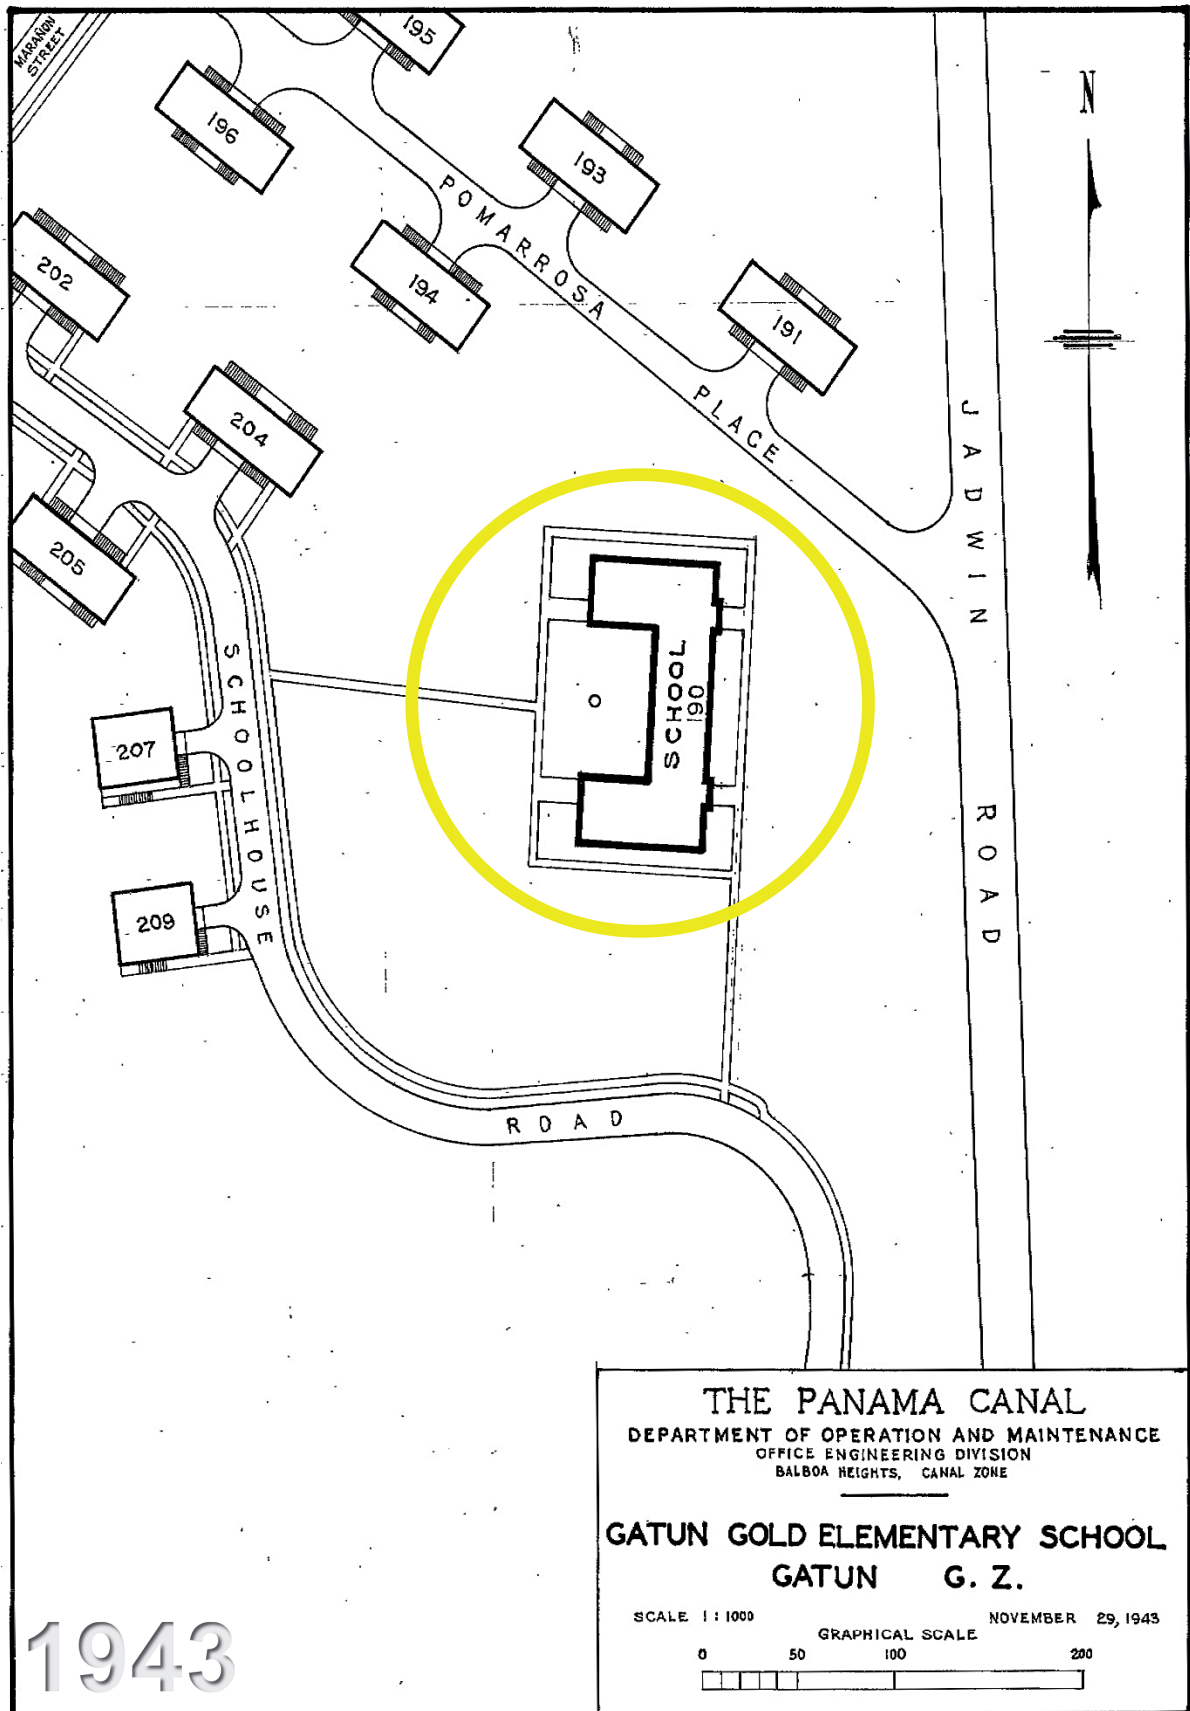 MARAÑON
STREET
195
196
193
POMARROSA PLACE
N
202
194
191
204
JADWIN ROAD
205
SCHOOL
190
SCHOOLHOUSE ROAD
207
209
THE PANAMA CANAL
DEPARTMENT OF OPERATION AND MAINTENANCE
OFFICE ENGINEERING DIVISION
BALBOA HEIGHTS, CANAL ZONE
GATUN GOLD ELEMENTARY SCHOOL
GATUN G. Z.
SCALE 1:1000 NOVEMBER 29, 1943
GRAPHICAL SCALE
0 50 100 200
1943